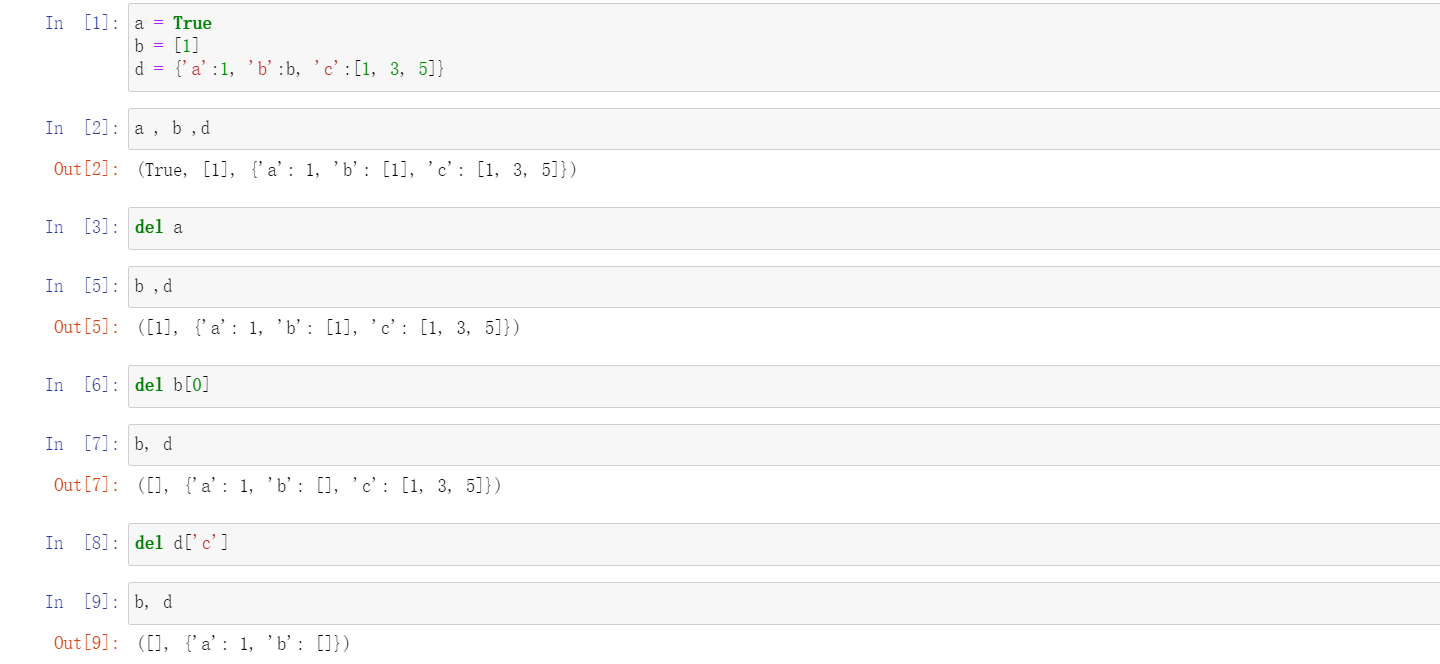 In [1]: a = True
b = [1]
d = {'a':1, 'b':b, 'c':[1, 3, 5]}
In [2]: a , b ,d
Out[2]: (True, [1], {'a': 1, 'b': [1], 'c': [1, 3, 5]})
In [3]: del a
In [5]: b ,d
Out[5]: ([1], {'a': 1, 'b': [1], 'c': [1, 3, 5]})
In [6]: del b[0]
In [7]: b, d
Out[7]: ([], {'a': 1, 'b': [], 'c': [1, 3, 5]})
In [8]: del d['c']
In [9]: b, d
Out[9]: ([], {'a': 1, 'b': []})